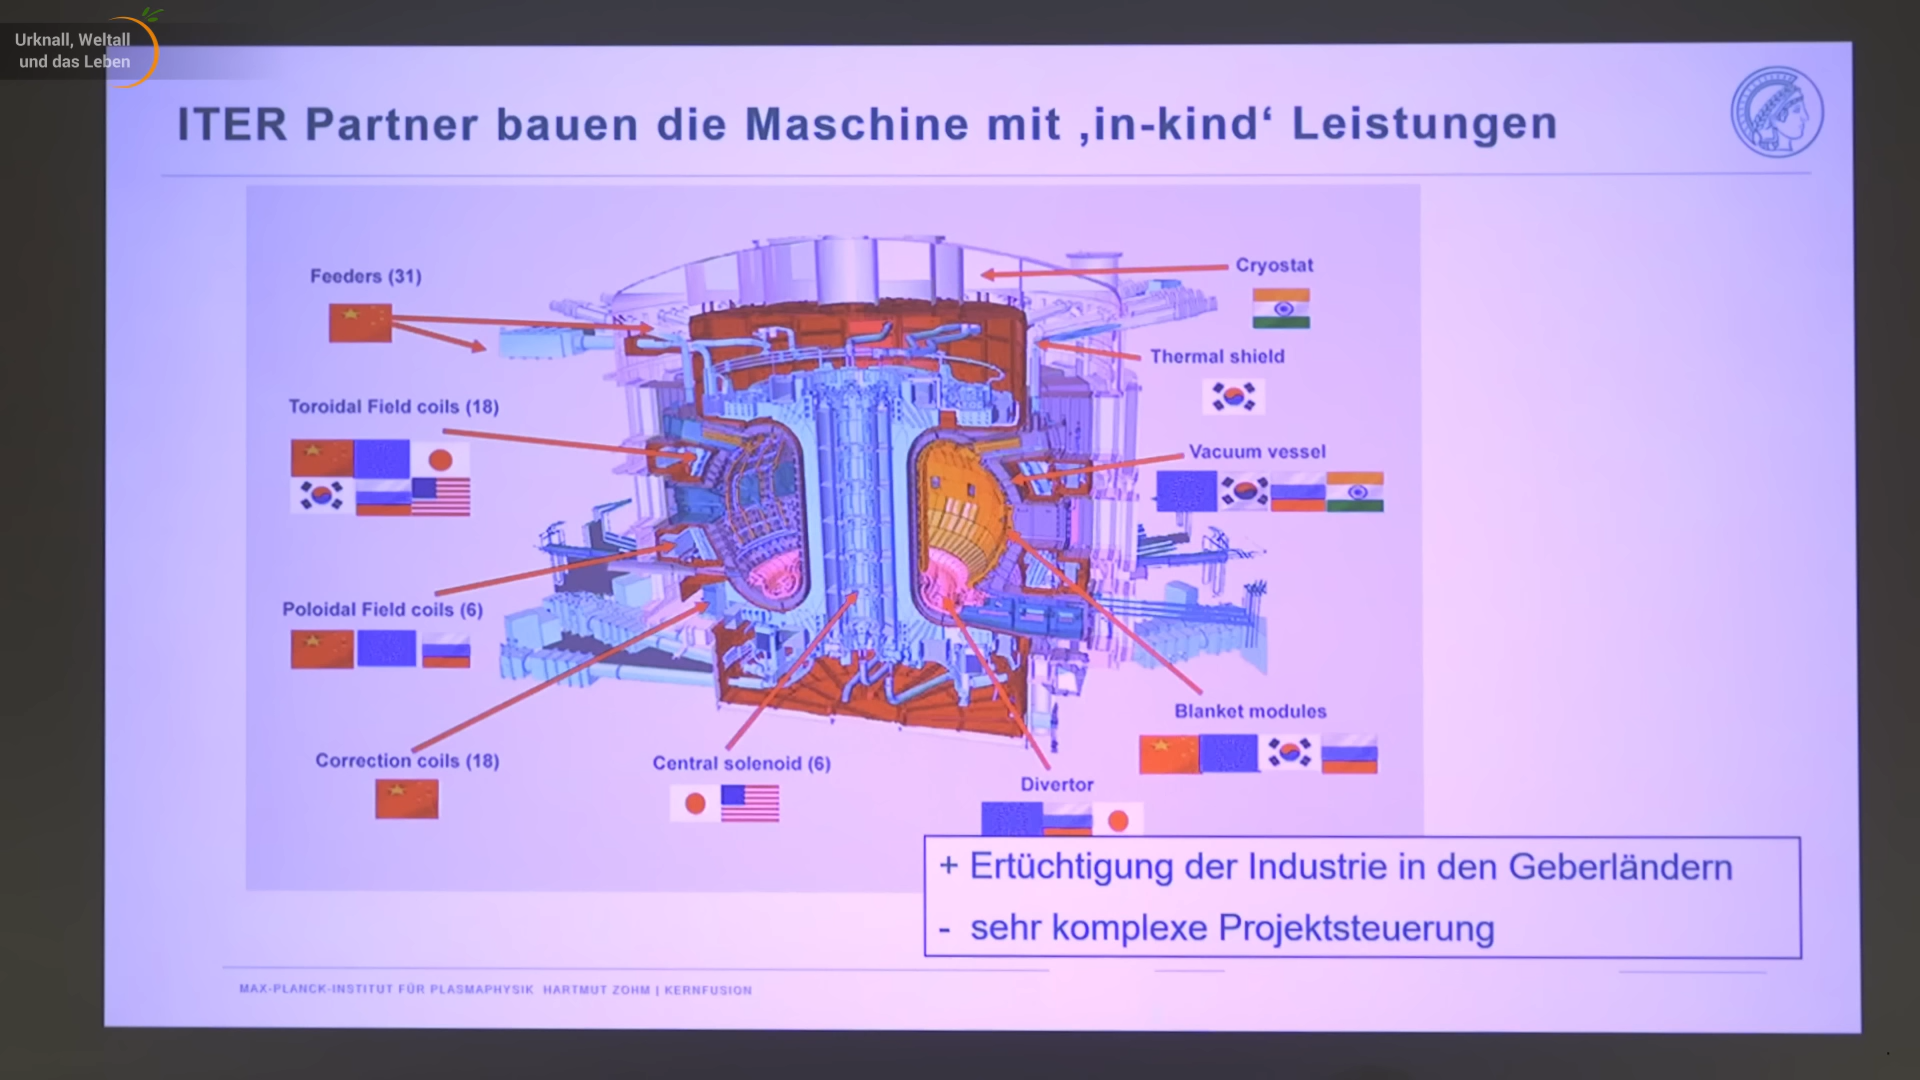 Urknall, Weltall
und das Leben
ITER Partner bauen die Maschine mit ‚in-kind‘ Leistungen
Feeders (31)
Cryostat
Thermal shield
Toroidal Field coils (18)
Vacuum vessel
Poloidal Field coils (6)
Blanket modules
Correction coils (18)
Central solenoid (6)
Divertor
+ Ertüchtigung der Industrie in den Geberländern
- sehr komplexe Projektsteuerung
MAX-PLANCK-INSTITUT FÜR PLASMAPHYSIK HARTMUT ZOHM | KERNFUSION